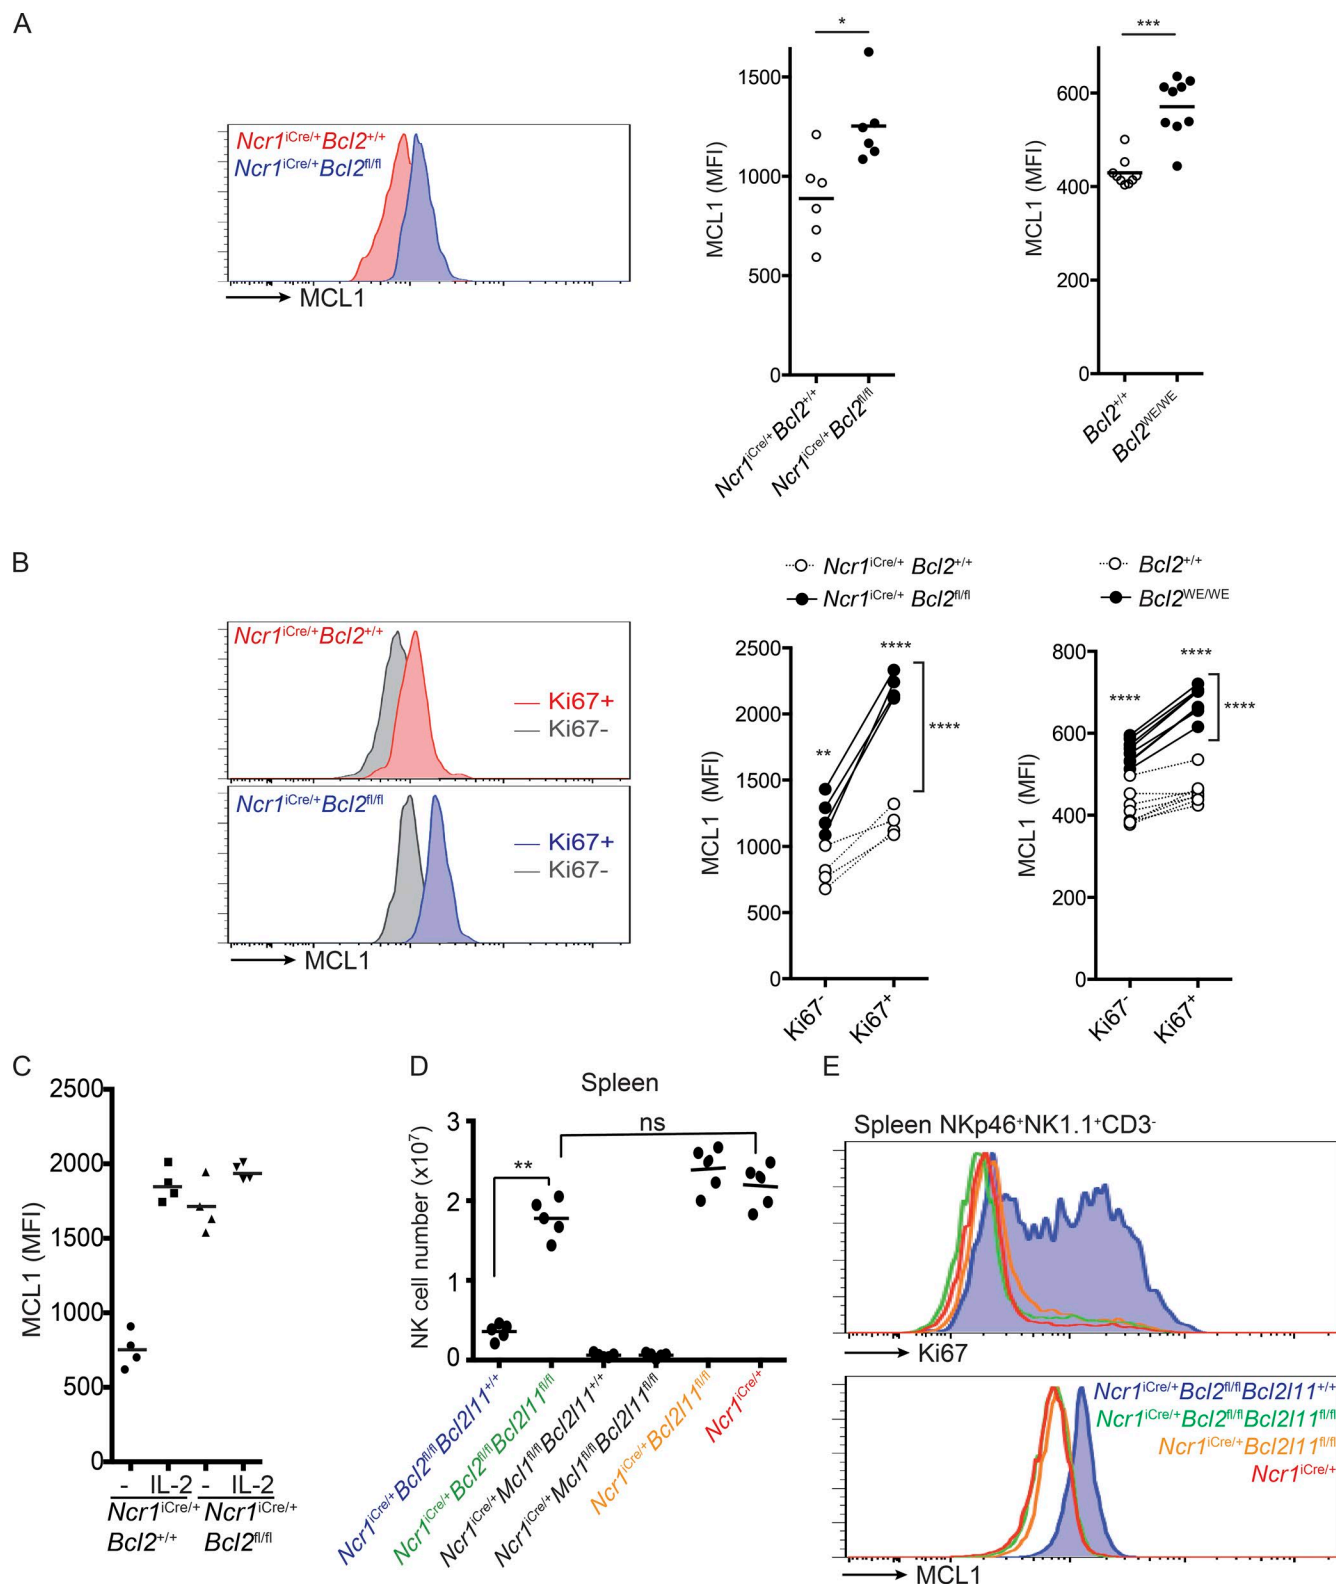 A
Ncr1iCre/+Bcl2+/+
Ncr1iCre/+Bcl2fl/fl
MCL1
*
MCL1 (MFI)
1500
1000
500
0
Ncr1iCre/+Bcl2+/+
Ncr1iCre/+Bcl2fl/fl
***
MCL1 (MFI)
600
400
200
0
Bcl2+/+
Bcl2WE/WE
B
Ncr1iCre/+Bcl2+/+
Ki67+
Ki67-
Ncr1iCre/+Bcl2fl/fl
Ki67+
Ki67-
MCL1
Ncr1iCre/+ Bcl2+/+
Ncr1iCre/+ Bcl2fl/fl
MCL1 (MFI)
2500
2000
1500
1000
500
0
**
****
****
Ki67-
Ki67+
Bcl2+/+
Bcl2WE/WE
MCL1 (MFI)
800
600
400
200
0
****
****
****
Ki67-
Ki67+
C
MCL1 (MFI)
2500
2000
1500
1000
500
0
- IL-2 - IL-2
Ncr1iCre/+ Ncr1iCre/+
Bcl2+/+ Bcl2fl/fl
D
Spleen
NK cell number (x107)
3
2
1
0
**
ns
Ncr1iCre/+Bcl2fl/flBcl2l11+/+
Ncr1iCre/+Bcl2fl/flBcl2l11fl/fl
Ncr1iCre/+Mcl1fl/flBcl2l11+/+
Ncr1iCre/+Mcl1fl/flBcl2l11fl/fl
Ncr1iCre/+Bcl2l11fl/fl
Ncr1iCre/+
E
Spleen NKp46+NK1.1+CD3-
Ki67
Ncr1iCre/+Bcl2fl/flBcl2l11+/+
Ncr1iCre/+Bcl2fl/flBcl2l11fl/fl
Ncr1iCre/+Bcl2l11fl/fl
Ncr1iCre/+
MCL1